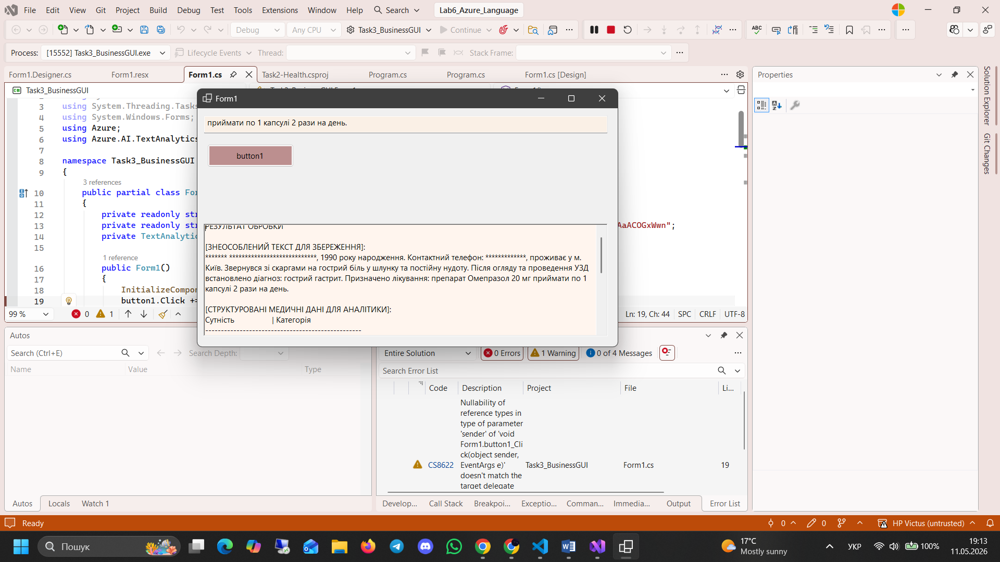 File Edit View Git Project Build Debug Test Tools Extensions Window Help Search Lab6_Azure_Language
Debug Any CPU Task3_BusinessGUI Continue
Process: [15552] Task3_BusinessGUI.exe Lifecycle Events Thread: Stack Frame:
Form1.Designer.cs Form1.resx Form1.cs Task2-Health.csproj Program.cs Program.cs Form1.cs [Design]
Task3_BusinessGUI
3 using System.Threading.Tasks
4 using System.Windows.Forms;
5 using Azure;
6 using Azure.AI.TextAnalytics
7
8 namespace Task3_BusinessGUI
9 {
3 references
10 public partial class For
11 {
12 private readonly str
13 private readonly str AaACOGxWwn";
14 private TextAnalytic
15
1 reference
16 public Form1()
17 {
18 InitializeCompon
19 button1.Click +=
99 % 0 1 Ln: 19, Ch: 44 SPC CRLF UTF-8
Form1
приймати по 1 капсулі 2 рази на день.
button1
РЕЗУЛЬТАТ ОБРОБКИ
[ЗНЕОСОБЛЕНИЙ ТЕКСТ ДЛЯ ЗБЕРЕЖЕННЯ]:
******* ****************************, 1990 року народження. Контактний телефон: *************, проживає у м.
Київ. Звернувся зі скаргами на гострий біль у шлунку та постійну нудоту. Після огляду та проведення УЗД
встановлено діагноз: гострий гастрит. Призначено лікування: препарат Омепразол 20 мг приймати по 1
капсулі 2 рази на день.
[СТРУКТУРОВАНІ МЕДИЧНІ ДАНІ ДЛЯ АНАЛІТИКИ]:
Сутність | Категорія
--------------------------------------------------
Autos
Search (Ctrl+E) Search Depth:
Name Value Type
Autos Locals Watch 1
Entire Solution 0 Errors 1 Warning 0 of 4 Messages
Search Error List
Code Description Project File Li...
Nullability of
reference types in
type of parameter
'sender' of 'void
Form1.button1_Cli
ck(object sender,
CS8622 EventArgs e)' Task3_BusinessGUI Form1.cs 19
doesn't match the
target delegate
Develop... Call Stack Breakpoi... Exceptio... Comman... Immedia... Output Error List
Properties
Solution Explorer
Git Changes
Ready 0 0 HP Victus (untrusted)
Пошук 17°C УКР 100% 19:13
Mostly sunny 11.05.2026